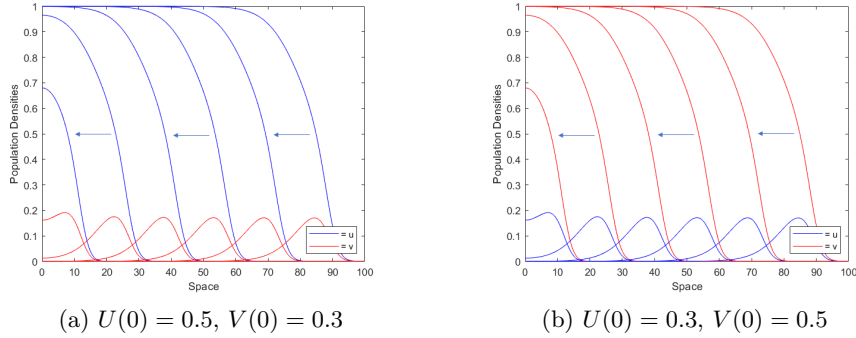 1
0.9
0.8
0.7
0.6
0.5
0.4
0.3
0.2
0.1
0
Population Densities
0 10 20 30 40 50 60 70 80 90 100
Space
= u
= v
(a) U(0) = 0.5, V(0) = 0.3
1
0.9
0.8
0.7
0.6
0.5
0.4
0.3
0.2
0.1
0
Population Densities
0 10 20 30 40 50 60 70 80 90 100
Space
= u
= v
(b) U(0) = 0.3, V(0) = 0.5